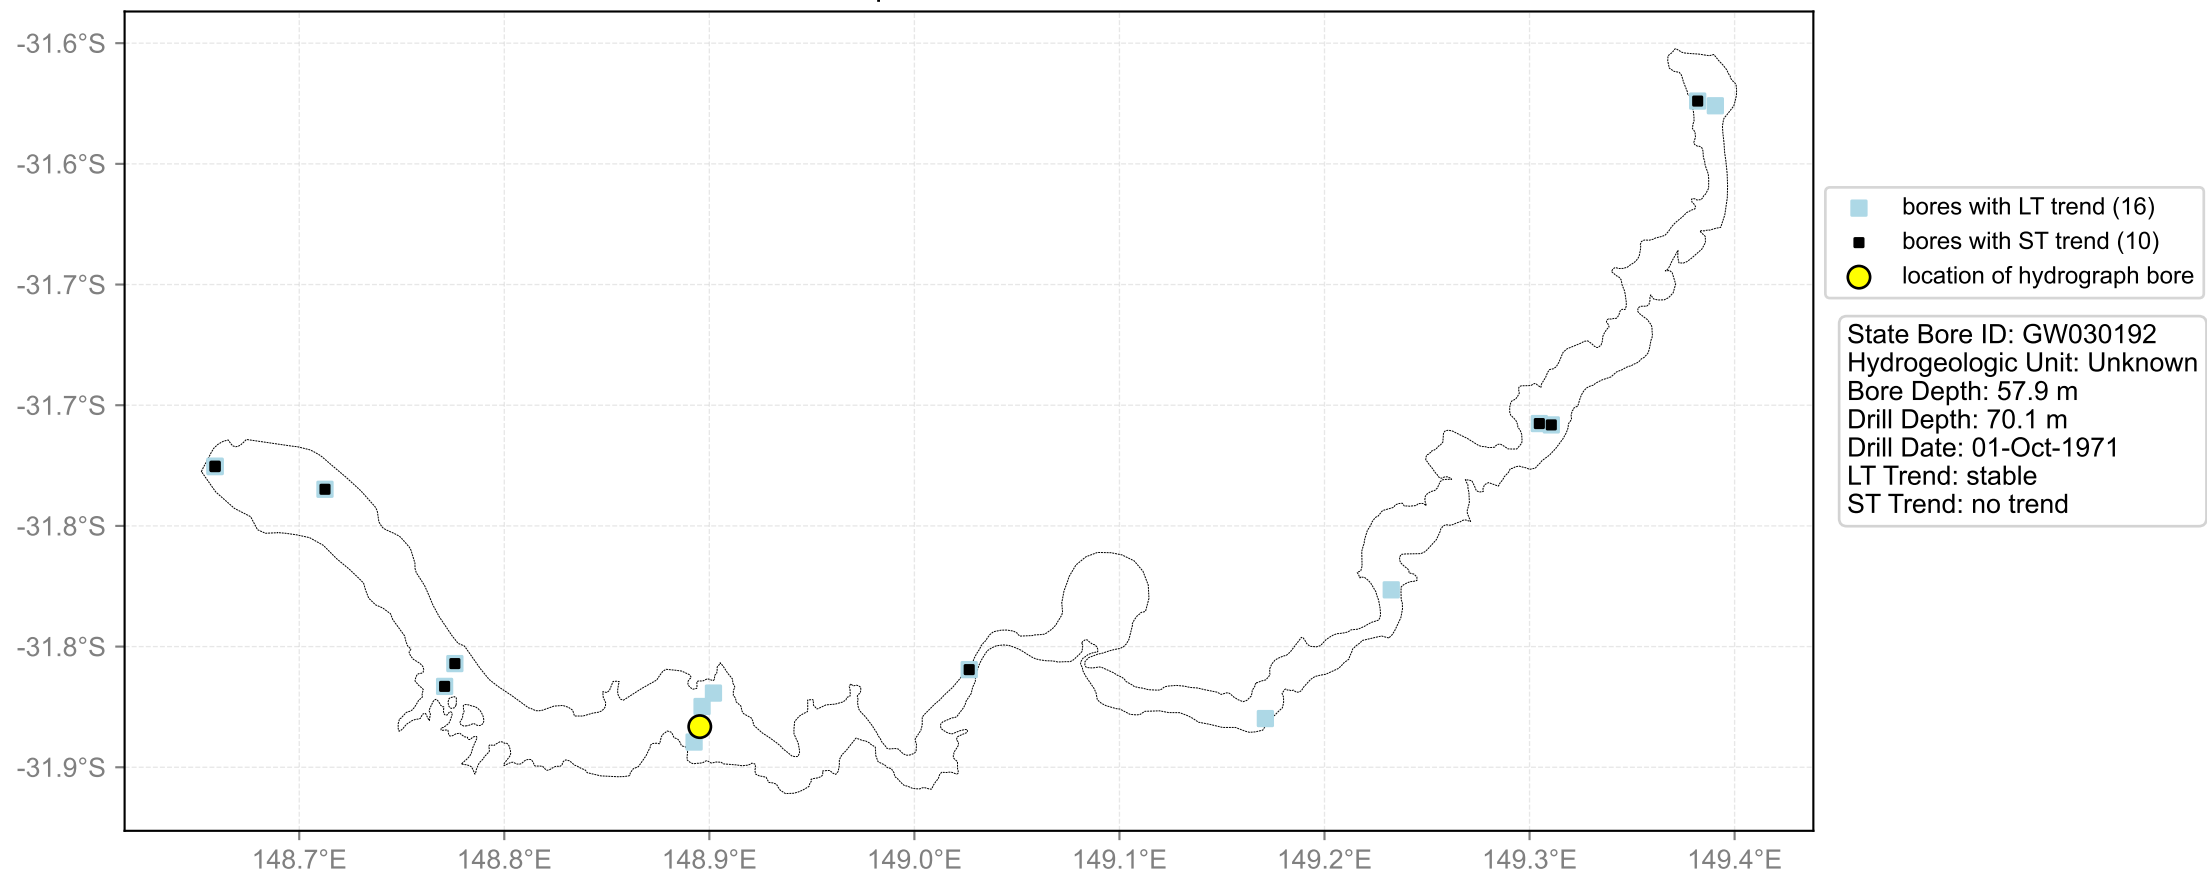 -31.6°S
-31.6°S
-31.7°S
-31.7°S
-31.8°S
-31.8°S
-31.9°S
148.7°E
148.8°E
148.9°E
149.0°E
149.1°E
149.2°E
149.3°E
149.4°E
bores with LT trend (16)
bores with ST trend (10)
location of hydrograph bore
State Bore ID: GW030192
Hydrogeologic Unit: Unknown
Bore Depth: 57.9 m
Drill Depth: 70.1 m
Drill Date: 01-Oct-1971
LT Trend: stable
ST Trend: no trend